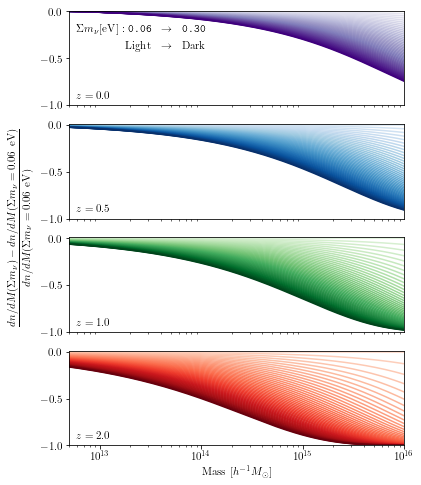 dn/dM(Σm_ν) − dn/dM(Σm_ν = 0.06 eV)
dn/dM(Σm_ν = 0.06 eV)
0.0
−0.5
−1.0
Σm_ν[eV] : 0.06 → 0.30
Light → Dark
z = 0.0
0.0
−0.5
−1.0
z = 0.5
0.0
−0.5
−1.0
z = 1.0
0.0
−0.5
−1.0
z = 2.0
10^13 10^14 10^15 10^16
Mass [h^−1 M_⊙]